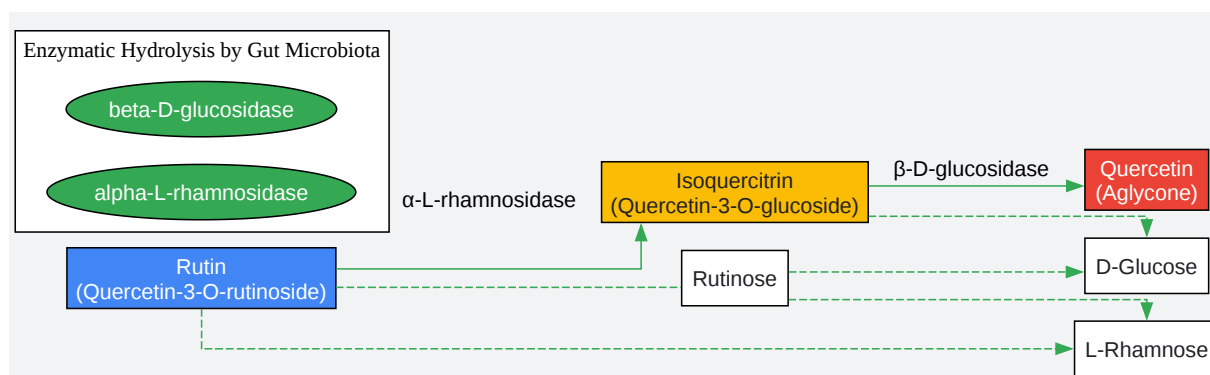 Enzymatic Hydrolysis by Gut Microbiota
beta-D-glucosidase
alpha-L-rhamnosidase
α-L-rhamnosidase
Isoquercitrin
(Quercetin-3-O-glucoside)
β-D-glucosidase
Quercetin
(Aglycone)
Rutin
(Quercetin-3-O-rutinoside)
Rutinose
D-Glucose
L-Rhamnose